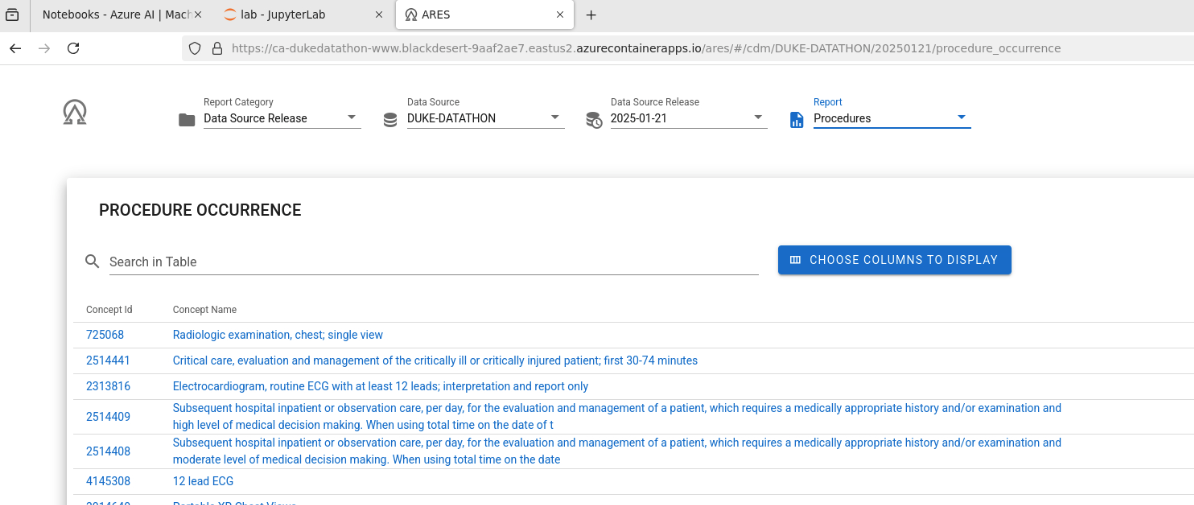 Notebooks - Azure AI | Mach
lab - JupyterLab
ARES
https://ca-dukedatathon-www.blackdesert-9aaf2ae7.eastus2.azurecontainerapps.io/ares/#/cdm/DUKE-DATATHON/20250121/procedure_occurrence
Report Category
Data Source Release
Data Source
DUKE-DATATHON
Data Source Release
2025-01-21
Report
Procedures
PROCEDURE OCCURRENCE
Search in Table
CHOOSE COLUMNS TO DISPLAY
Concept Id Concept Name
725068 Radiologic examination, chest; single view
2514441 Critical care, evaluation and management of the critically ill or critically injured patient; first 30-74 minutes
2313816 Electrocardiogram, routine ECG with at least 12 leads; interpretation and report only
2514409 Subsequent hospital inpatient or observation care, per day, for the evaluation and management of a patient, which requires a medically appropriate history and/or examination and
high level of medical decision making. When using total time on the date of t
2514408 Subsequent hospital inpatient or observation care, per day, for the evaluation and management of a patient, which requires a medically appropriate history and/or examination and
moderate level of medical decision making. When using total time on the date
4145308 12 lead ECG